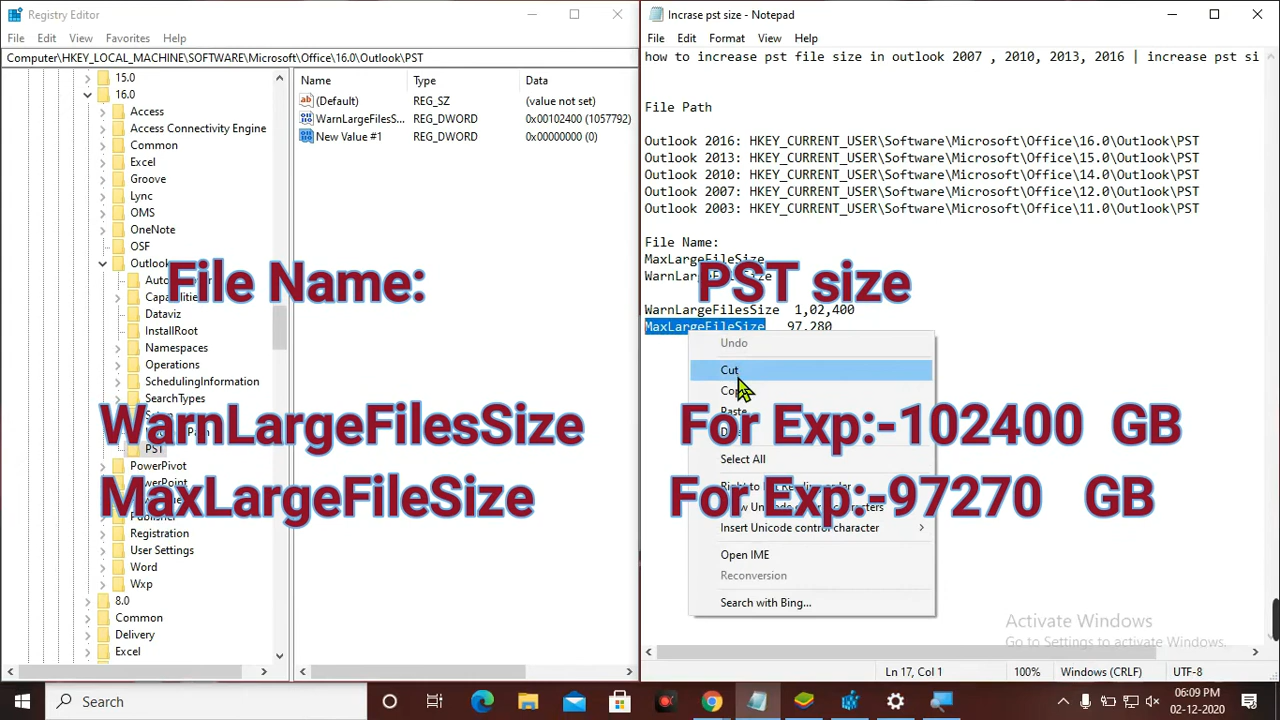 Registry Editor
File Edit View Favorites Help
Computer\HKEY_LOCAL_MACHINE\SOFTWARE\Microsoft\Office\16.0\Outlook\PST
15.0
16.0
Access
Access Connectivity Engine
Common
Excel
Groove
Lync
OMS
OneNote
OSF
Outlook
Dataviz
InstallRoot
Namespaces
Operations
SchedulingInformation
SearchTypes
PST
PowerPivot
PowerPoint
Registration
User Settings
Word
Wxp
8.0
Common
Delivery
Excel
Name Type Data
(Default) REG_SZ (value not set)
WarnLargeFilesS... REG_DWORD 0x00102400 (1057792)
New Value #1 REG_DWORD 0x00000000 (0)
Increase pst size - Notepad
File Edit Format View Help
how to increase pst file size in outlook 2007 , 2010, 2013, 2016 | increase pst si
File Path
Outlook 2016: HKEY_CURRENT_USER\Software\Microsoft\Office\16.0\Outlook\PST
Outlook 2013: HKEY_CURRENT_USER\Software\Microsoft\Office\15.0\Outlook\PST
Outlook 2010: HKEY_CURRENT_USER\Software\Microsoft\Office\14.0\Outlook\PST
Outlook 2007: HKEY_CURRENT_USER\Software\Microsoft\Office\12.0\Outlook\PST
Outlook 2003: HKEY_CURRENT_USER\Software\Microsoft\Office\11.0\Outlook\PST
File Name:
MaxLargeFileSize
WarnLargeFilesSize 1,02,400
MaxLargeFileSize 97,280
Undo
Cut
Paste
Select All
Insert Unicode control character
Open IME
Reconversion
Search with Bing...
File Name: PST size
WarnLargeFilesSize For Exp:-102400 GB
MaxLargeFileSize For Exp:-97270 GB
Activate Windows
Go to Settings to activate Windows.
Ln 17, Col 1 100% Windows (CRLF) UTF-8
Search
06:09 PM
02-12-2020